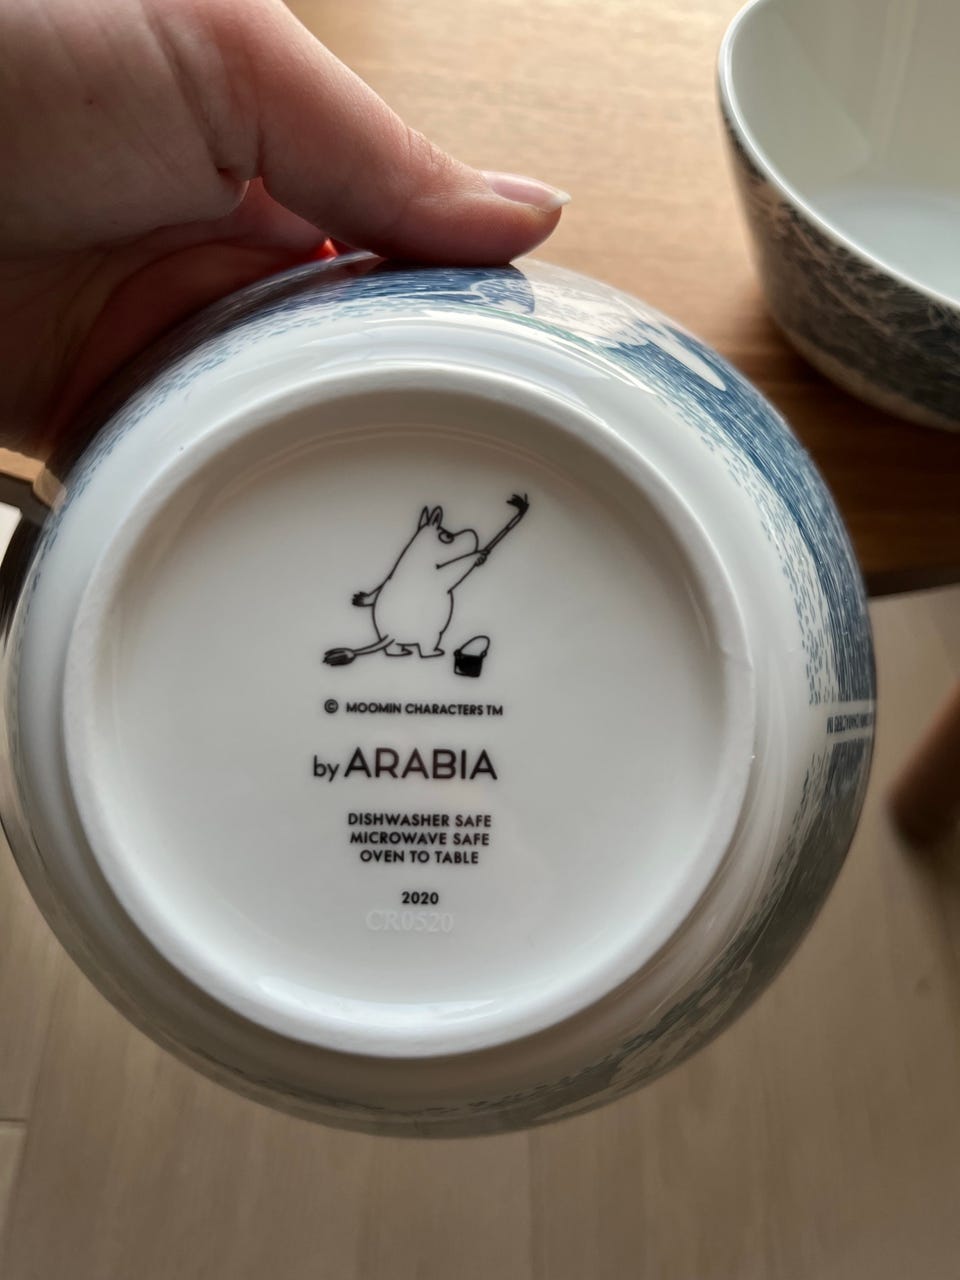 © MOOMIN CHARACTERS TM
by ARABIA
DISHWASHER SAFE
MICROWAVE SAFE
OVEN TO TABLE
2020
CR0520